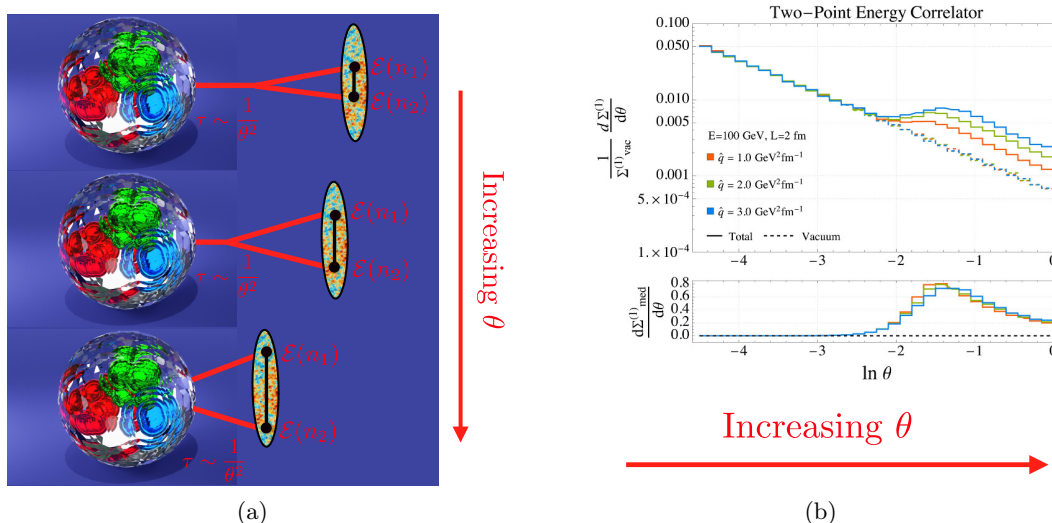 ℰ(n₁)
ℰ(n₂)
τ ~ 1/θ²
ℰ(n₁)
ℰ(n₂)
τ ~ 1/θ²
ℰ(n₁)
ℰ(n₂)
τ ~ 1/θ²
Increasing θ
(a)
Two-Point Energy Correlator
0.100
0.050
0.010
0.005
0.001
5.×10⁻⁴
1.×10⁻⁴
1/Σ⁽¹⁾vac d Σ⁽¹⁾/dθ
E=100 GeV, L=2 fm
q̂ = 1.0 GeV²fm⁻¹
q̂ = 2.0 GeV²fm⁻¹
q̂ = 3.0 GeV²fm⁻¹
Total Vacuum
-4 -3 -2 -1 0
0.8
0.6
0.4
0.2
0.0
dΣ⁽¹⁾med/dθ
-4 -3 -2 -1 0
ln θ
Increasing θ
(b)